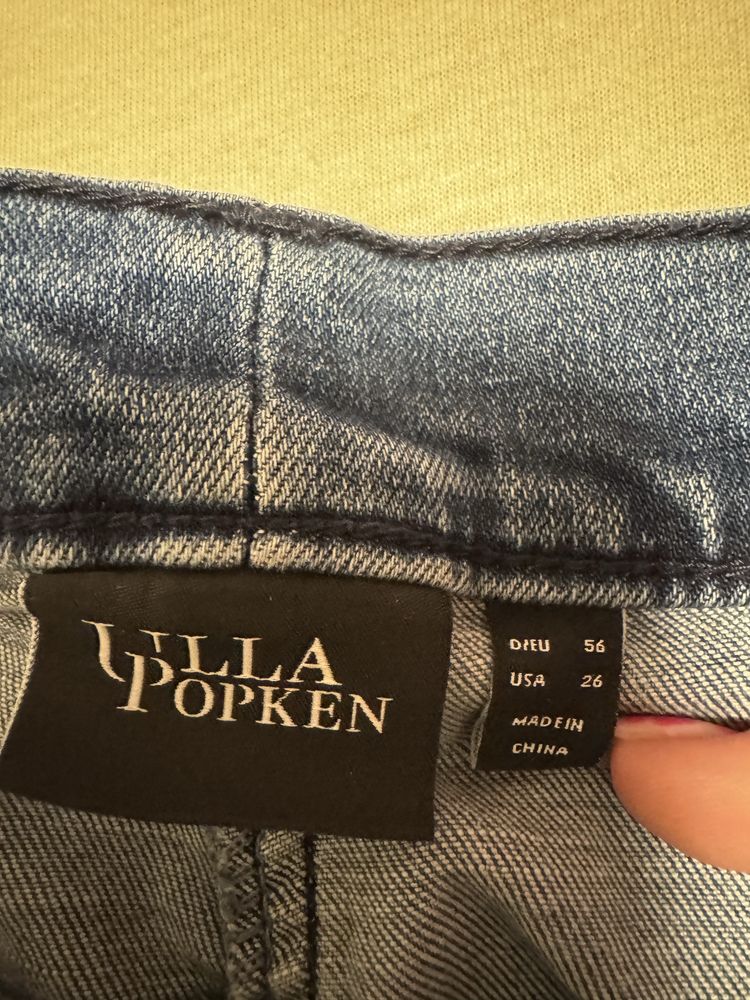 ULLA
POPKEN
D/EU 56
USA 26
MADE IN
CHINA